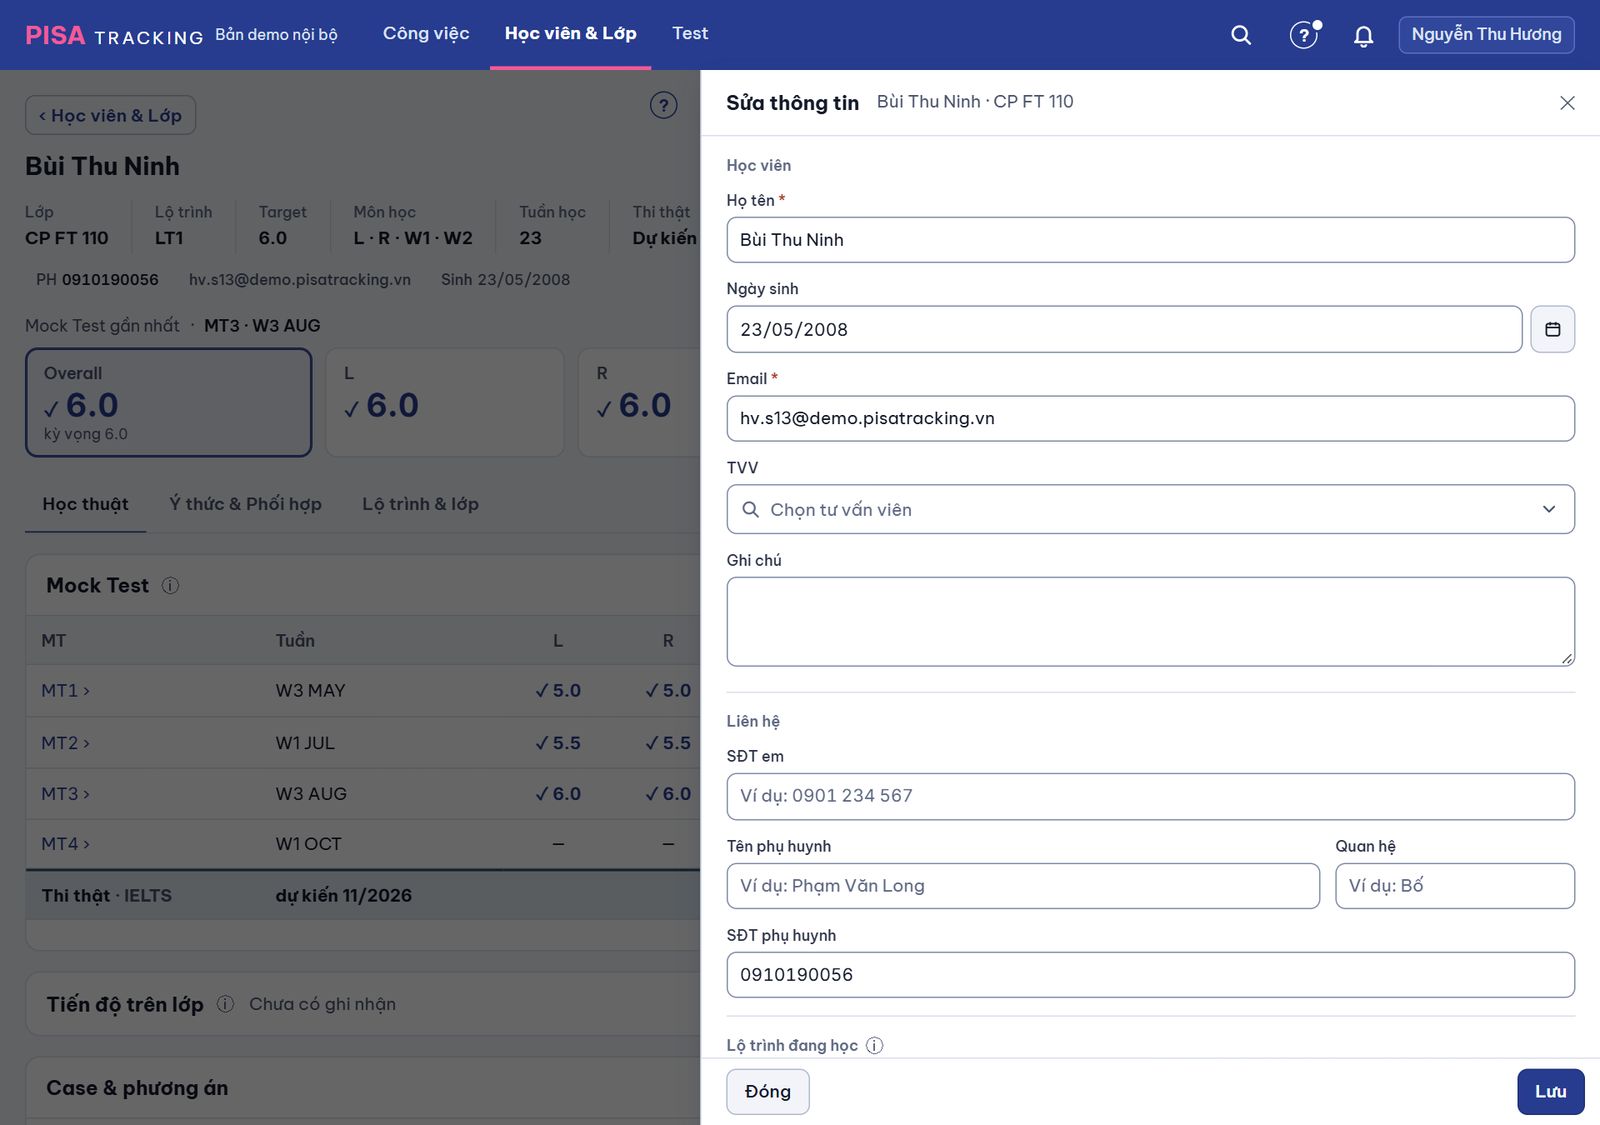 PISA TRACKING Bản demo nội bộ Công việc Học viên & Lớp Test ? Nguyễn Thu Hương
‹ Học viên & Lớp ?
Bùi Thu Ninh
Lớp Lộ trình Target Môn học Tuần học Thi thật
CP FT 110 LT1 6.0 L · R · W1 · W2 23 Dự kiến
PH 0910190056 hv.s13@demo.pisatracking.vn Sinh 23/05/2008
Mock Test gần nhất · MT3 · W3 AUG
Overall L R
✓ 6.0 ✓ 6.0 ✓ 6.0
kỳ vọng 6.0
Học thuật Ý thức & Phối hợp Lộ trình & lớp
Mock Test
MT Tuần L R
MT1 › W3 MAY ✓ 5.0 ✓ 5.0
MT2 › W1 JUL ✓ 5.5 ✓ 5.5
MT3 › W3 AUG ✓ 6.0 ✓ 6.0
MT4 › W1 OCT – –
Thi thật · IELTS dự kiến 11/2026
Tiến độ trên lớp Chưa có ghi nhận
Case & phương án
Sửa thông tin Bùi Thu Ninh · CP FT 110
Học viên
Họ tên *
Bùi Thu Ninh
Ngày sinh
23/05/2008
Email *
hv.s13@demo.pisatracking.vn
TVV
Chọn tư vấn viên
Ghi chú
Liên hệ
SĐT em
Ví dụ: 0901 234 567
Tên phụ huynh Quan hệ
Ví dụ: Phạm Văn Long Ví dụ: Bố
SĐT phụ huynh
0910190056
Lộ trình đang học
Đóng Lưu